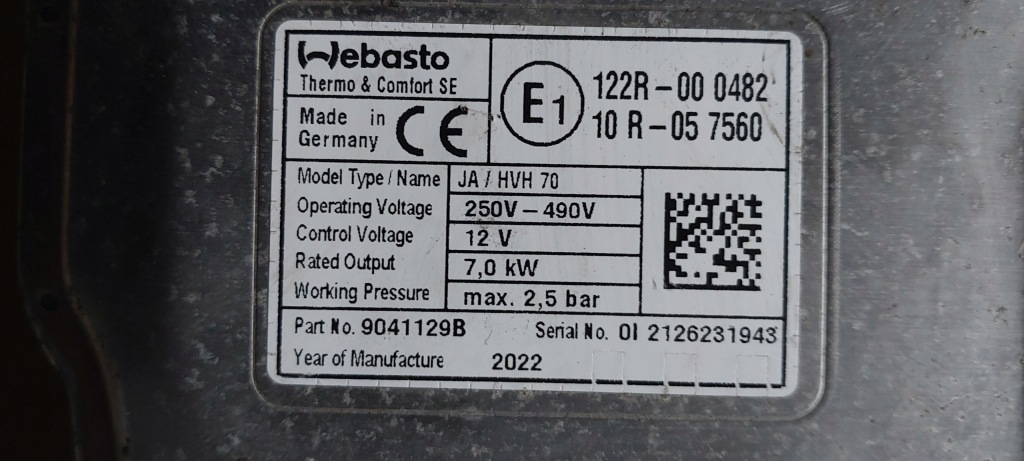 Webasto
Thermo & Comfort SE
Made in
Germany
CE
E1
122R-00 0482
10 R-05 7560
Model Type / Name JA / HVH 70
Operating Voltage 250V-490V
Control Voltage 12 V
Rated Output 7,0 kW
Working Pressure max. 2,5 bar
Part No. 9041129B Serial No. 0I 2126231943
Year of Manufacture 2022